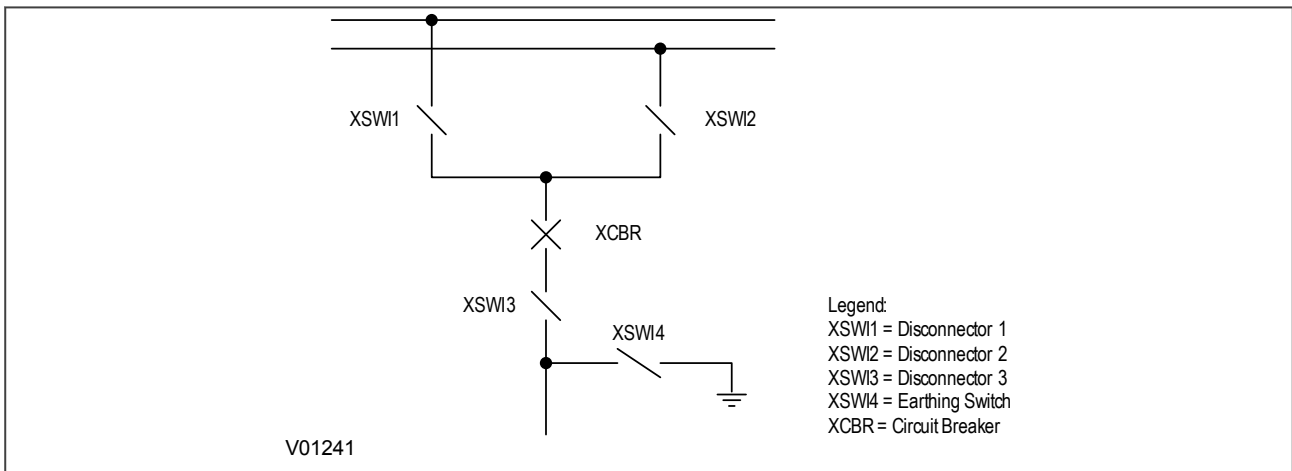 XSWI1
XSWI2
XCBR
XSWI3
XSWI4
Legend:
XSWI1 = Disconnector 1
XSWI2 = Disconnector 2
XSWI3 = Disconnector 3
XSWI4 = Earthing Switch
XCBR = Circuit Breaker
V01241